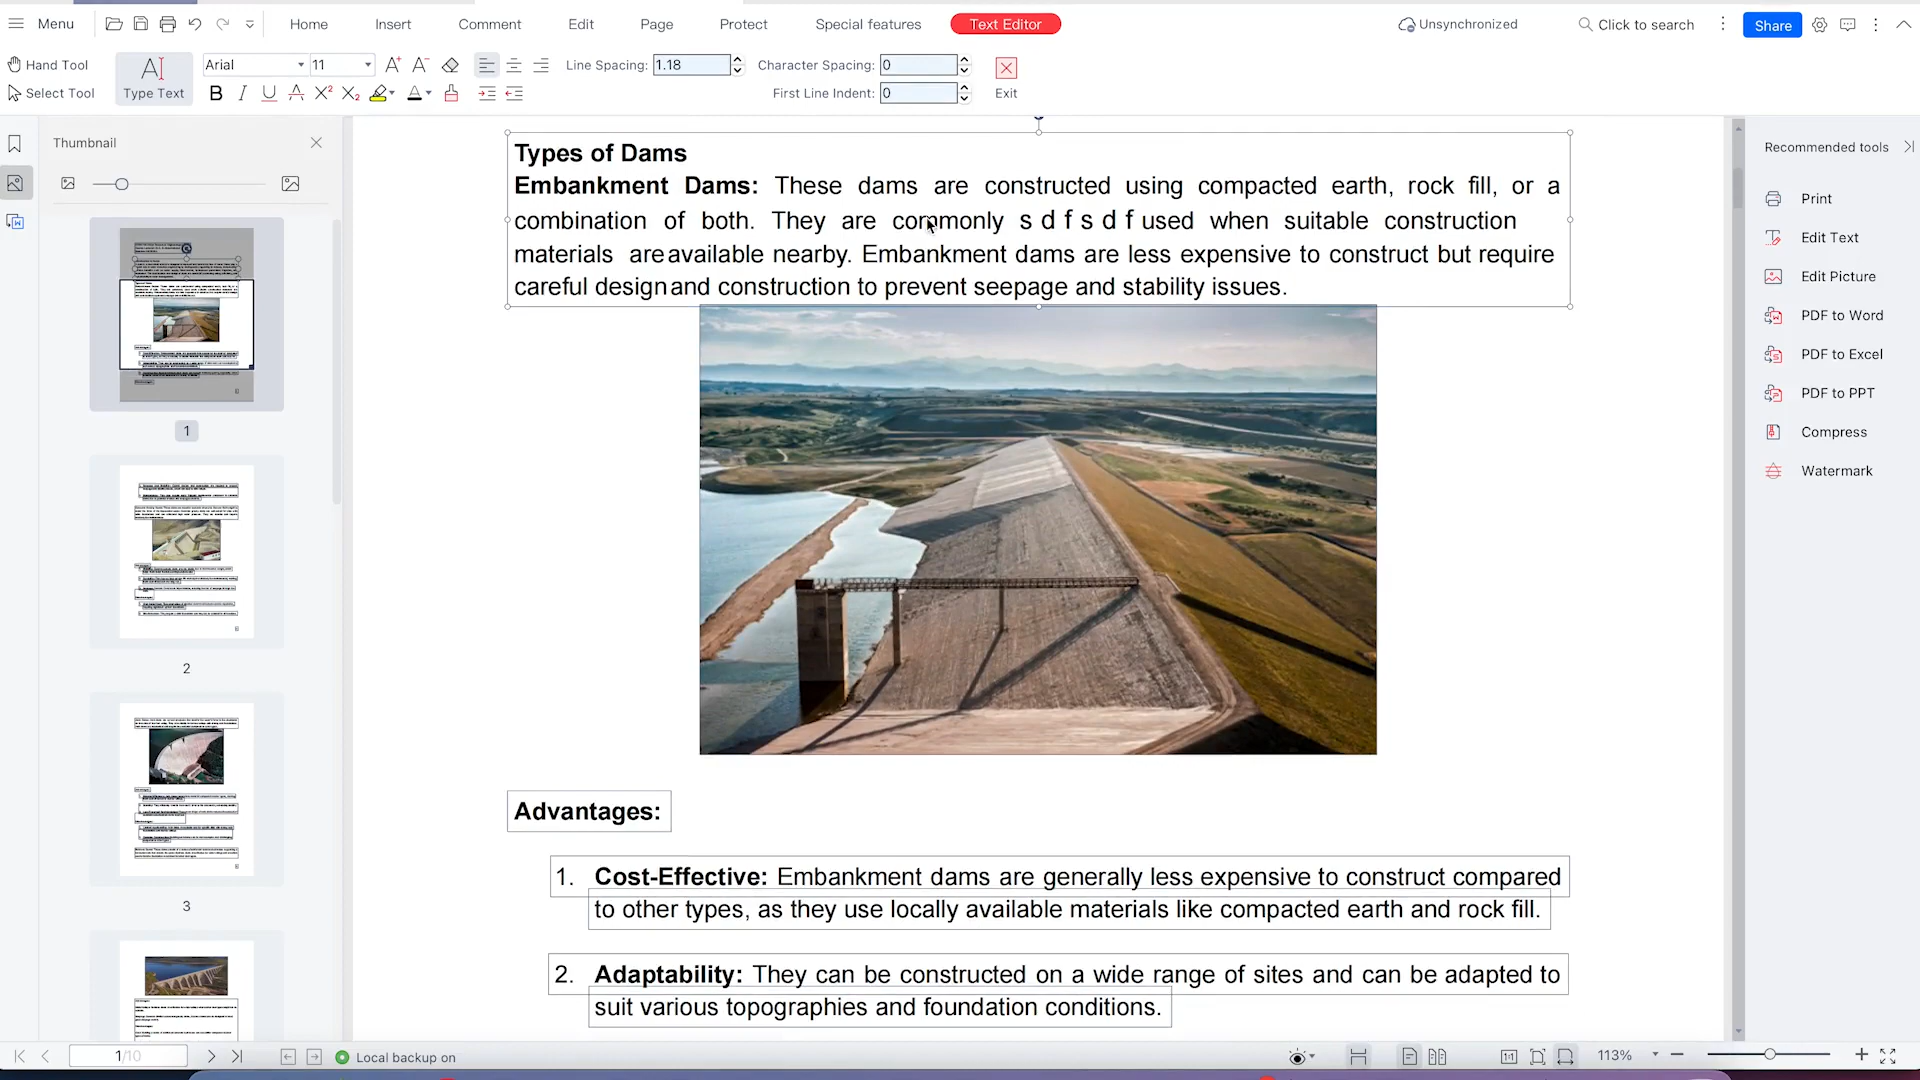 Menu
Home
Insert
Comment
Edit
Page
Protect
Special features
Text Editor
Unsynchronized
Click to search
Share
Hand Tool
Select Tool
Type Text
Arial
11
Line Spacing: 1.18
Character Spacing: 0
First Line Indent: 0
Exit
Thumbnail
1
2
3
Types of Dams
Embankment Dams: These dams are constructed using compacted earth, rock fill, or a
combination of both. They are commonly s d f s d f used when suitable construction
materials are available nearby. Embankment dams are less expensive to construct but require
careful design and construction to prevent seepage and stability issues.
Advantages:
1. Cost-Effective: Embankment dams are generally less expensive to construct compared
to other types, as they use locally available materials like compacted earth and rock fill.
2. Adaptability: They can be constructed on a wide range of sites and can be adapted to
suit various topographies and foundation conditions.
Recommended tools
Print
Edit Text
Edit Picture
PDF to Word
PDF to Excel
PDF to PPT
Compress
Watermark
1/10
Local backup on
113%